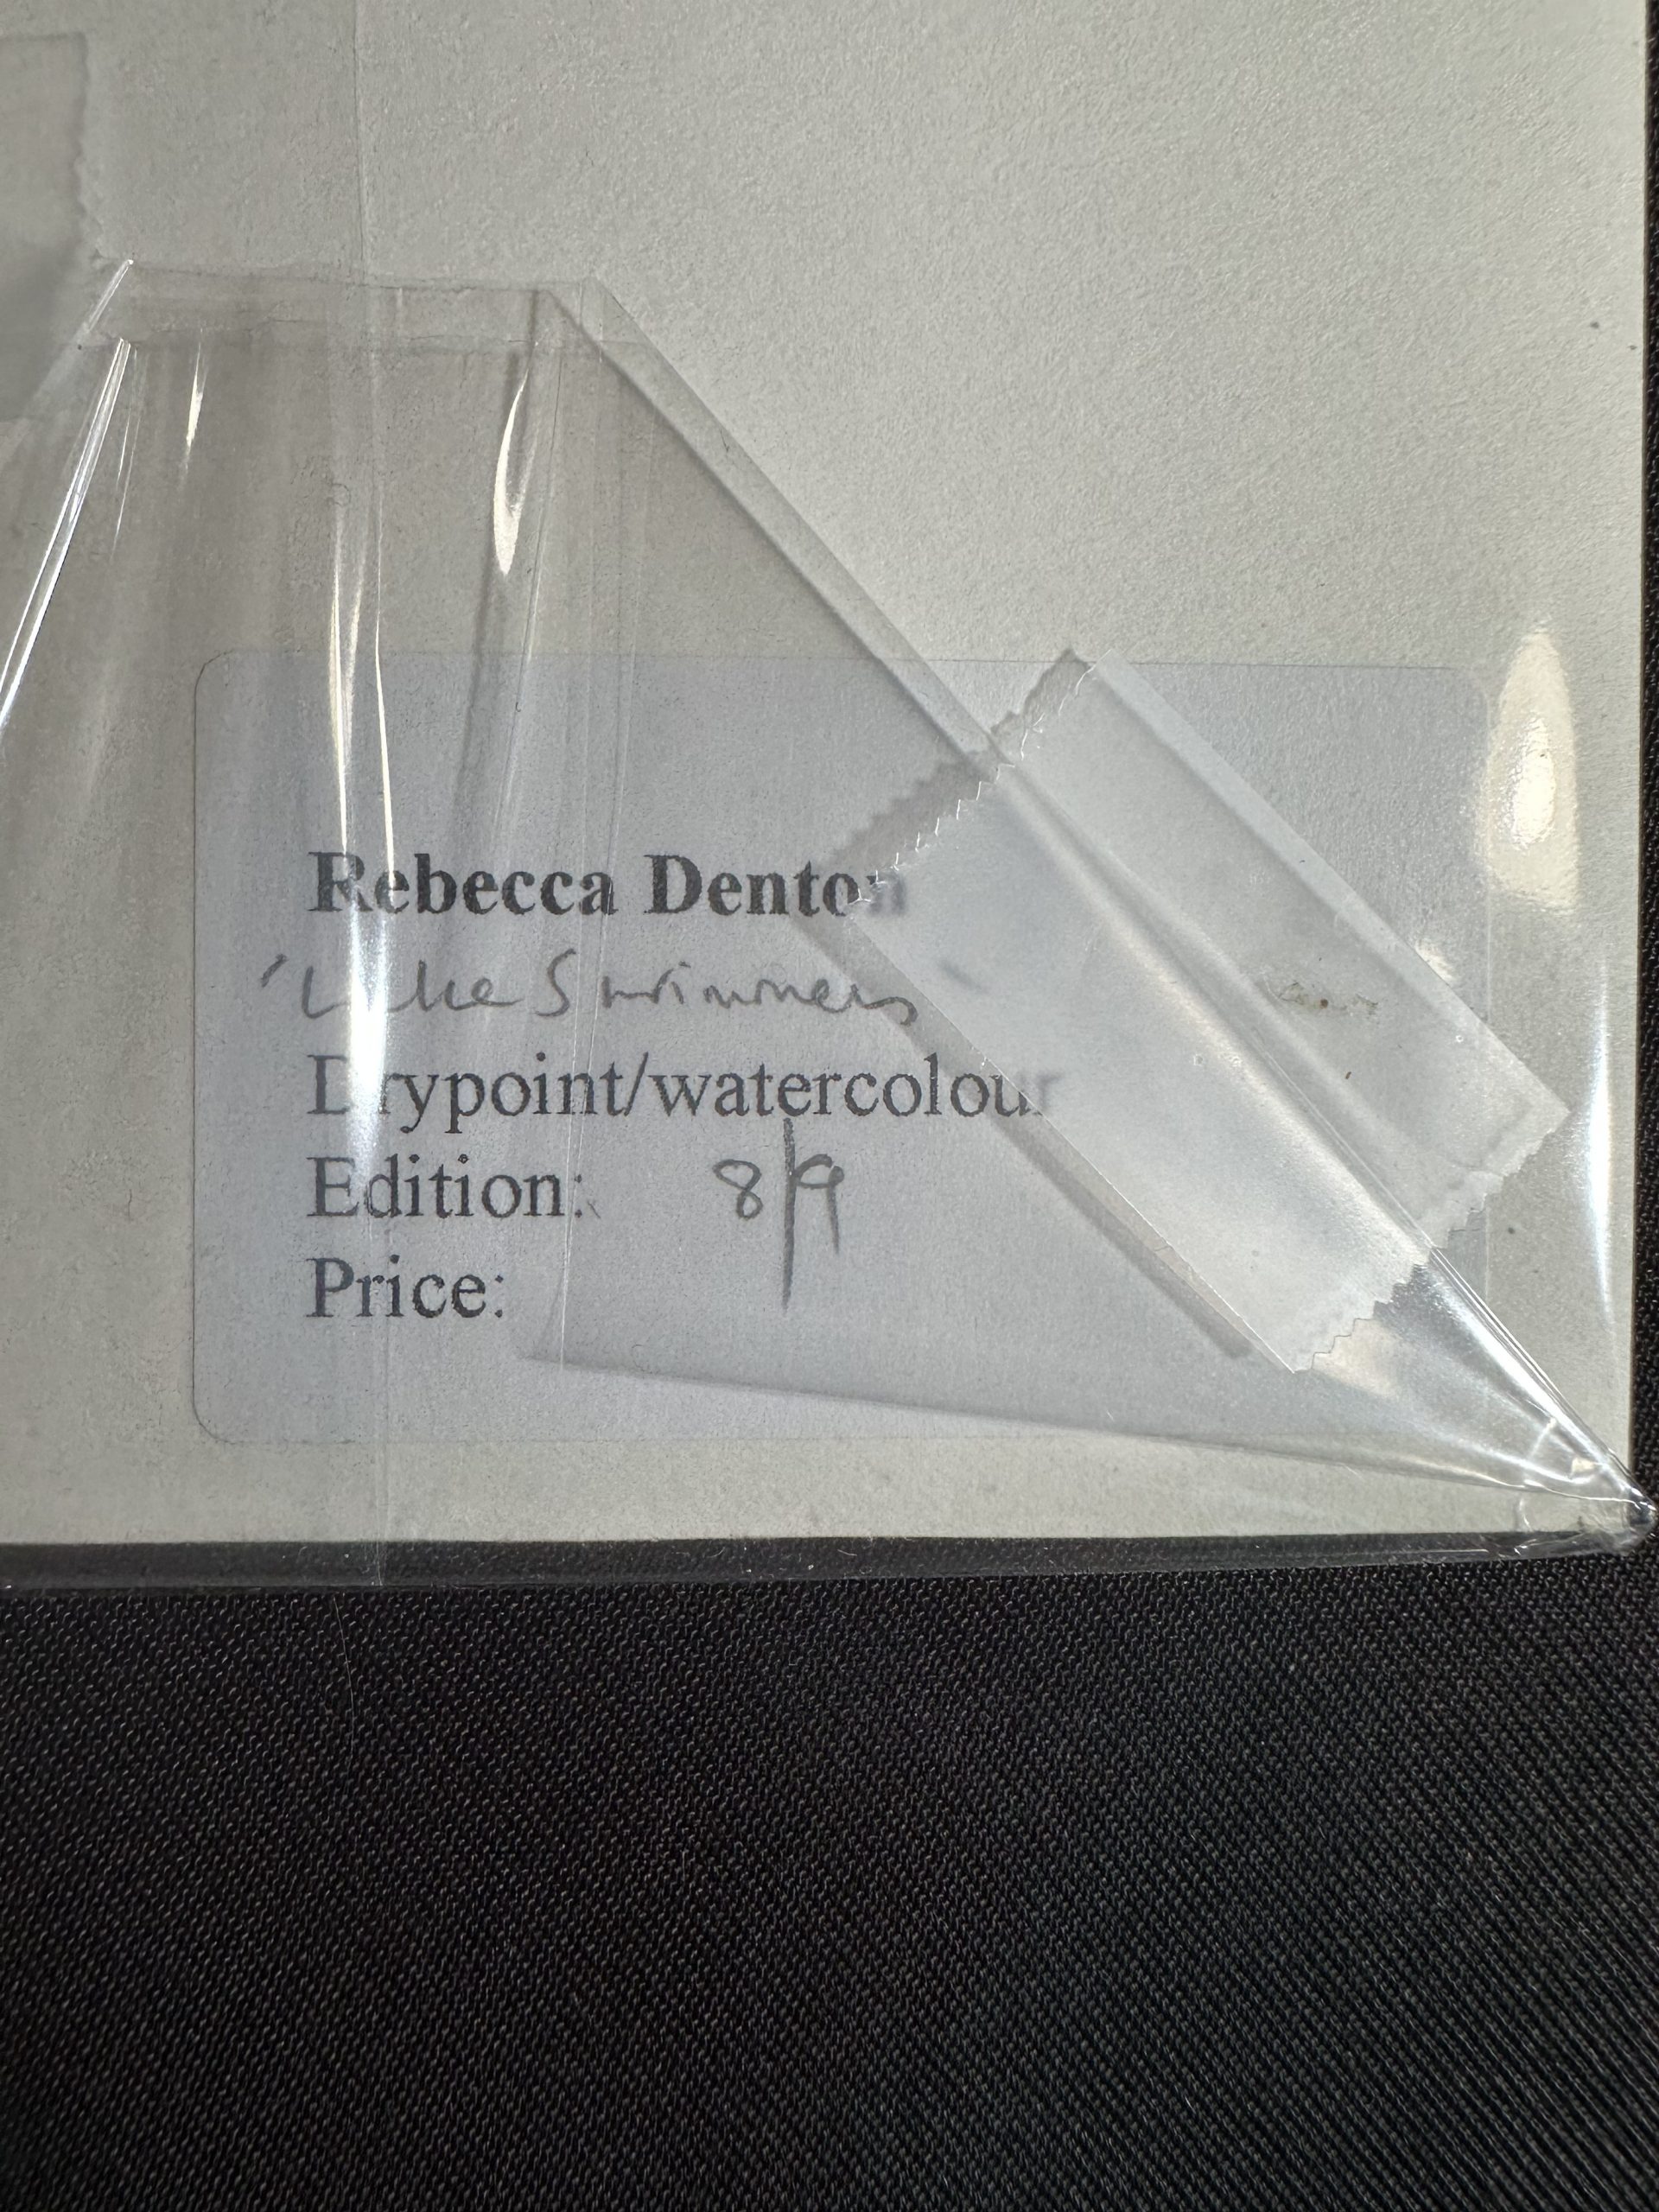 Rebecca Denton
'Lake Swimmers'
Drypoint/watercolour
Edition: 8/9
Price: